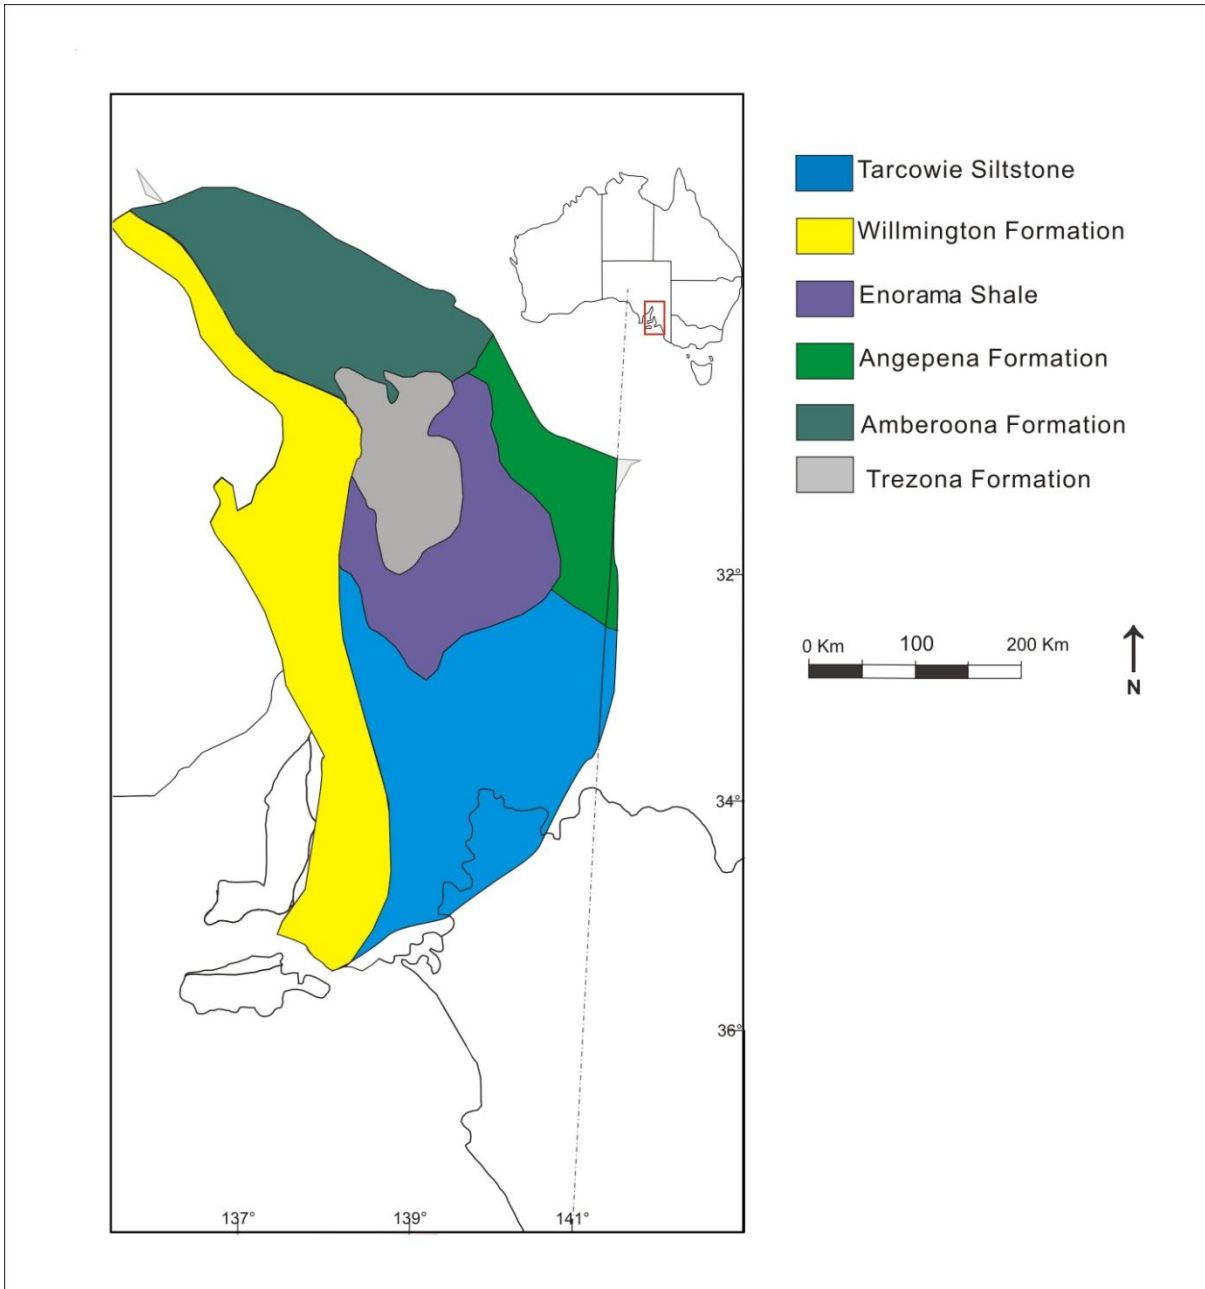 Tarcowie Siltstone
Willmington Formation
Enorama Shale
Angepena Formation
Amberoona Formation
Trezona Formation
32°
0 Km 100 200 Km
N
34°
36°
137° 139° 141°